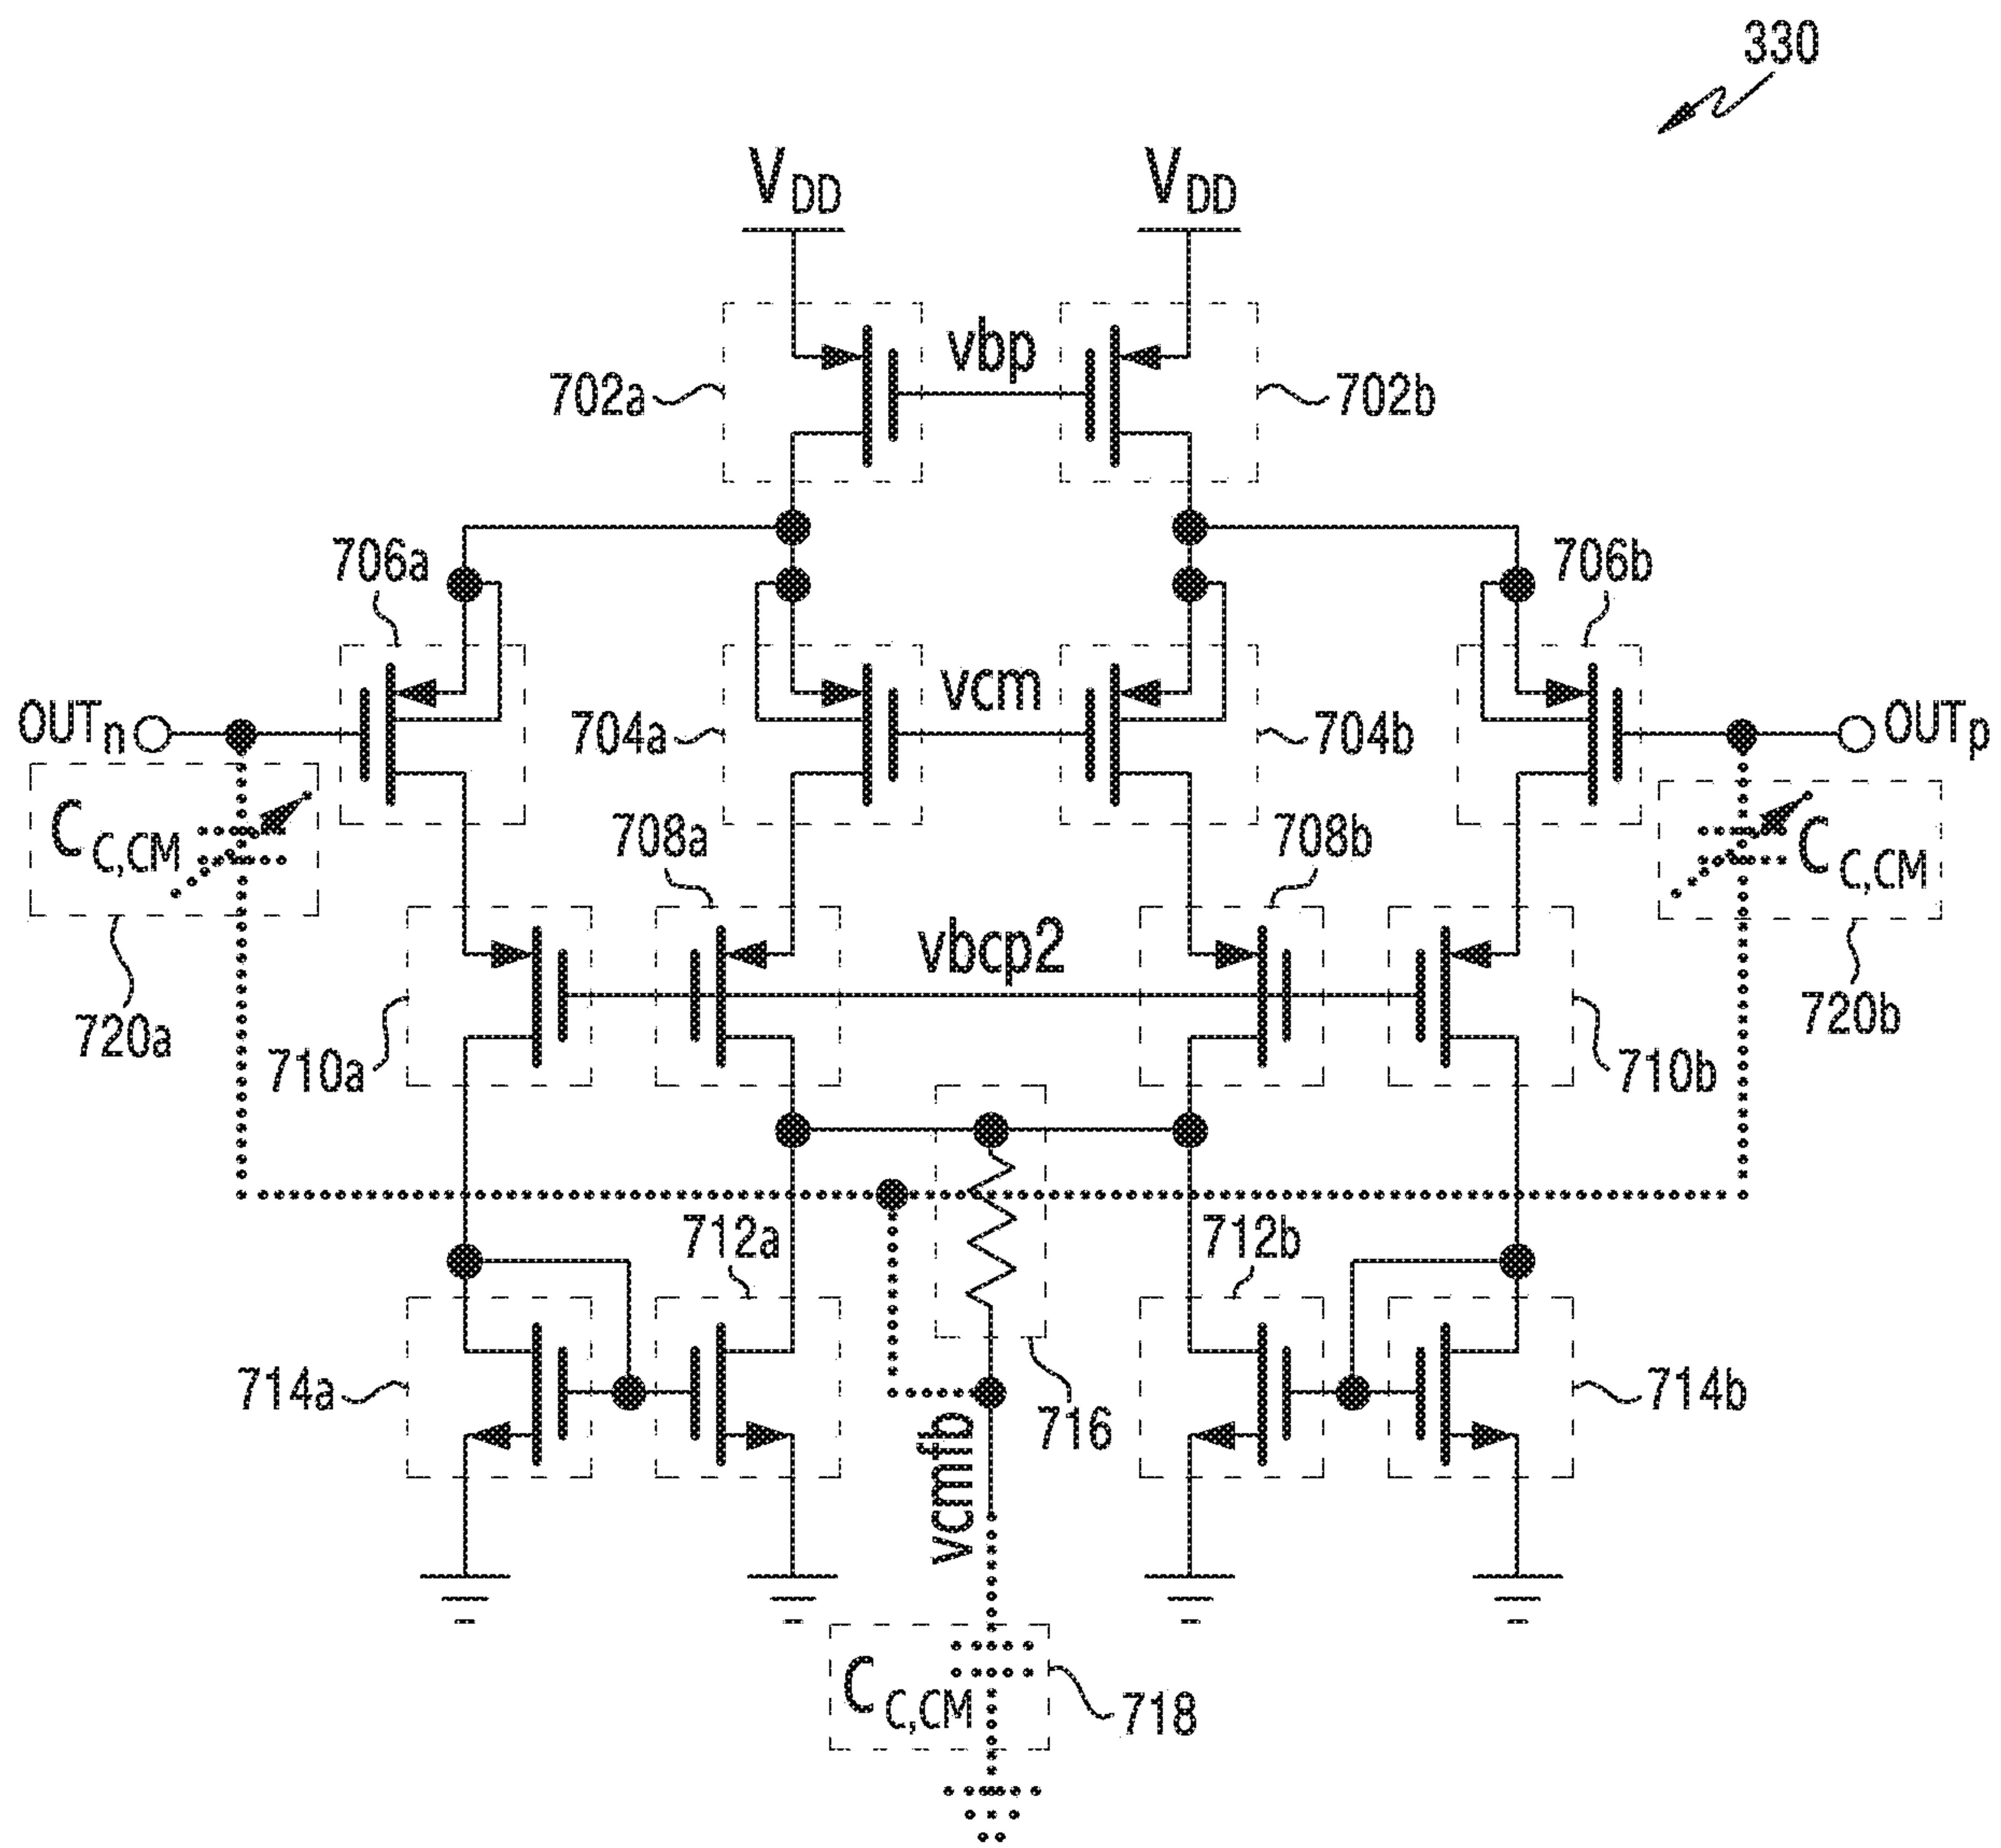 330
VDD VDD
702a vbp 702b
706a 706b
OUTn 704a vcm 704b OUTp
CC,CM 708a 708b CC,CM
720a 710a vbcp2 710b 720b
712a 712b
714a 716 714b
vcmfb
CC,CM 718